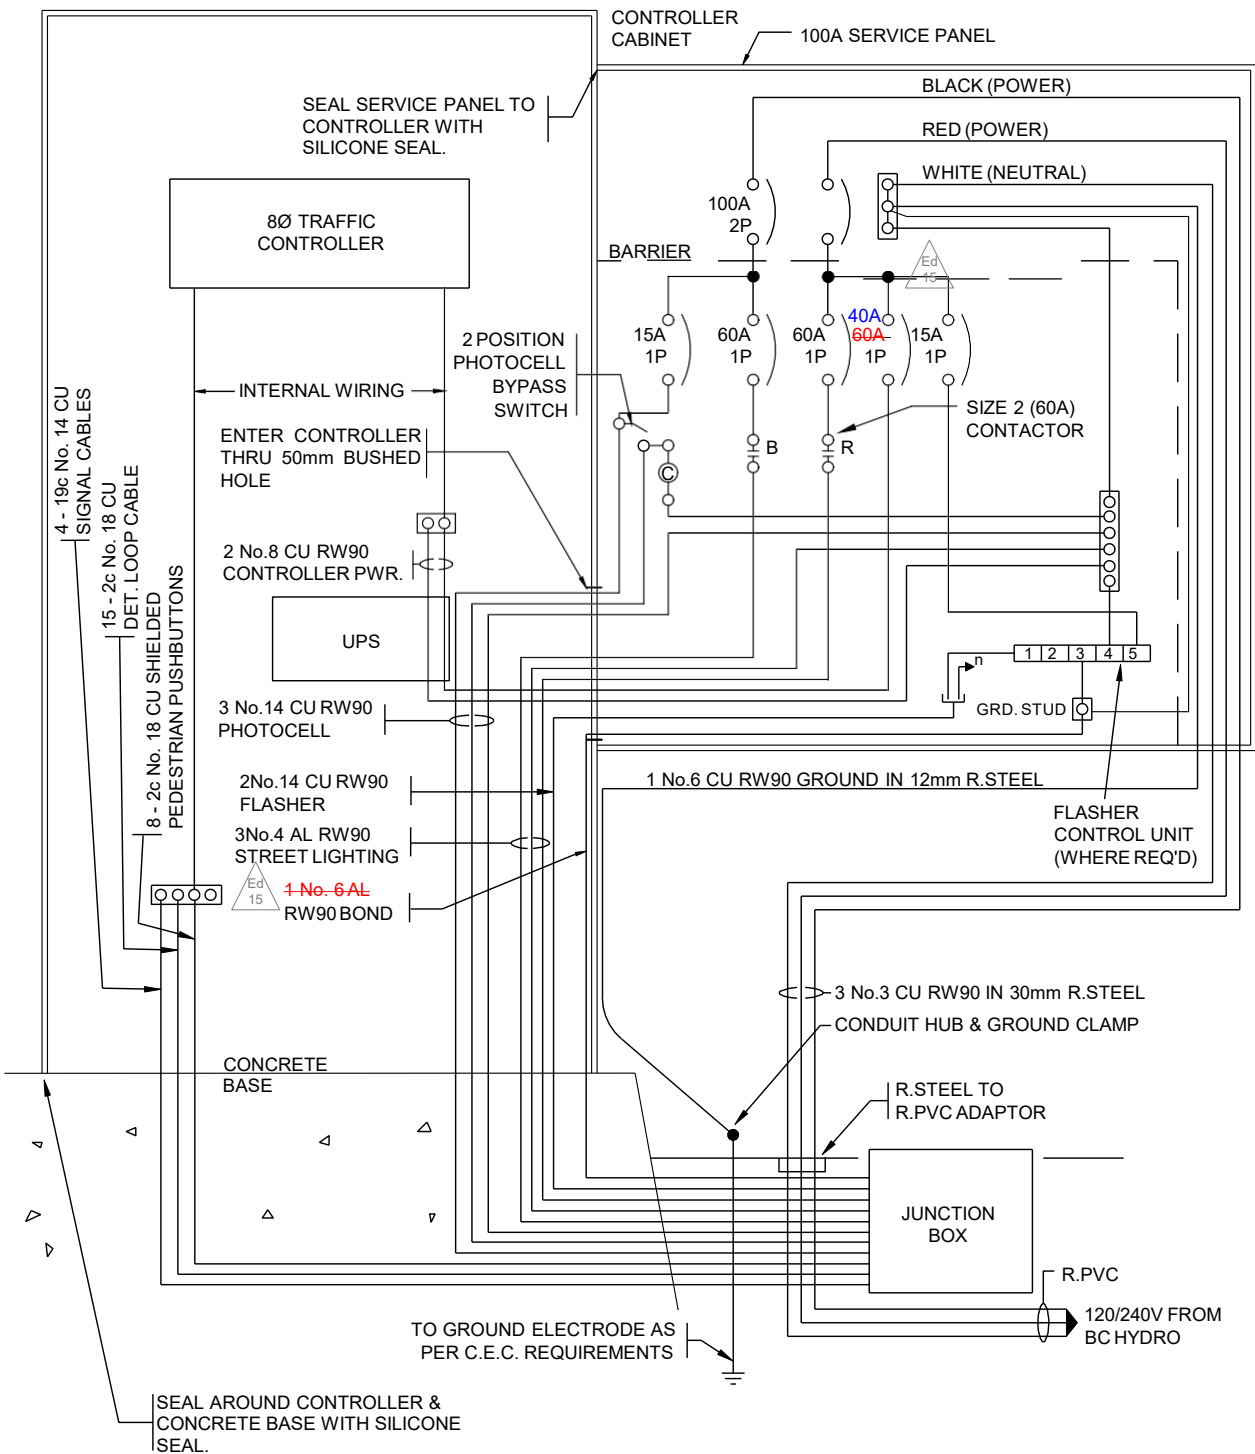 CONTROLLER
CABINET
100A SERVICE PANEL
BLACK (POWER)
SEAL SERVICE PANEL TO
CONTROLLER WITH
SILICONE SEAL.
RED (POWER)
WHITE (NEUTRAL)
8Ø TRAFFIC
CONTROLLER
100A
2P
BARRIER
Ed
15
40A
15A
1P
60A
1P
60A
1P
60A
1P
15A
1P
2 POSITION
PHOTOCELL
BYPASS
SWITCH
INTERNAL WIRING
SIZE 2 (60A)
CONTACTOR
ENTER CONTROLLER
THRU 50mm BUSHED
HOLE
B
R
C
4 - 19c No. 14 CU
SIGNAL CABLES
15 - 2c No. 18 CU
DET. LOOP CABLE
8 - 2c No. 18 CU SHIELDED
PEDESTRIAN PUSHBUTTONS
2 No.8 CU RW90
CONTROLLER PWR.
UPS
1 2 3 4 5
n
3 No.14 CU RW90
PHOTOCELL
GRD. STUD
2No.14 CU RW90
FLASHER
1 No.6 CU RW90 GROUND IN 12mm R.STEEL
FLASHER
CONTROL UNIT
(WHERE REQ'D)
3No.4 AL RW90
STREET LIGHTING
Ed
15
1 No. 6 AL
RW90 BOND
3 No.3 CU RW90 IN 30mm R.STEEL
CONDUIT HUB & GROUND CLAMP
CONCRETE
BASE
R.STEEL TO
R.PVC ADAPTOR
JUNCTION
BOX
R.PVC
120/240V FROM
BC HYDRO
TO GROUND ELECTRODE AS
PER C.E.C. REQUIREMENTS
SEAL AROUND CONTROLLER &
CONCRETE BASE WITH SILICONE
SEAL.